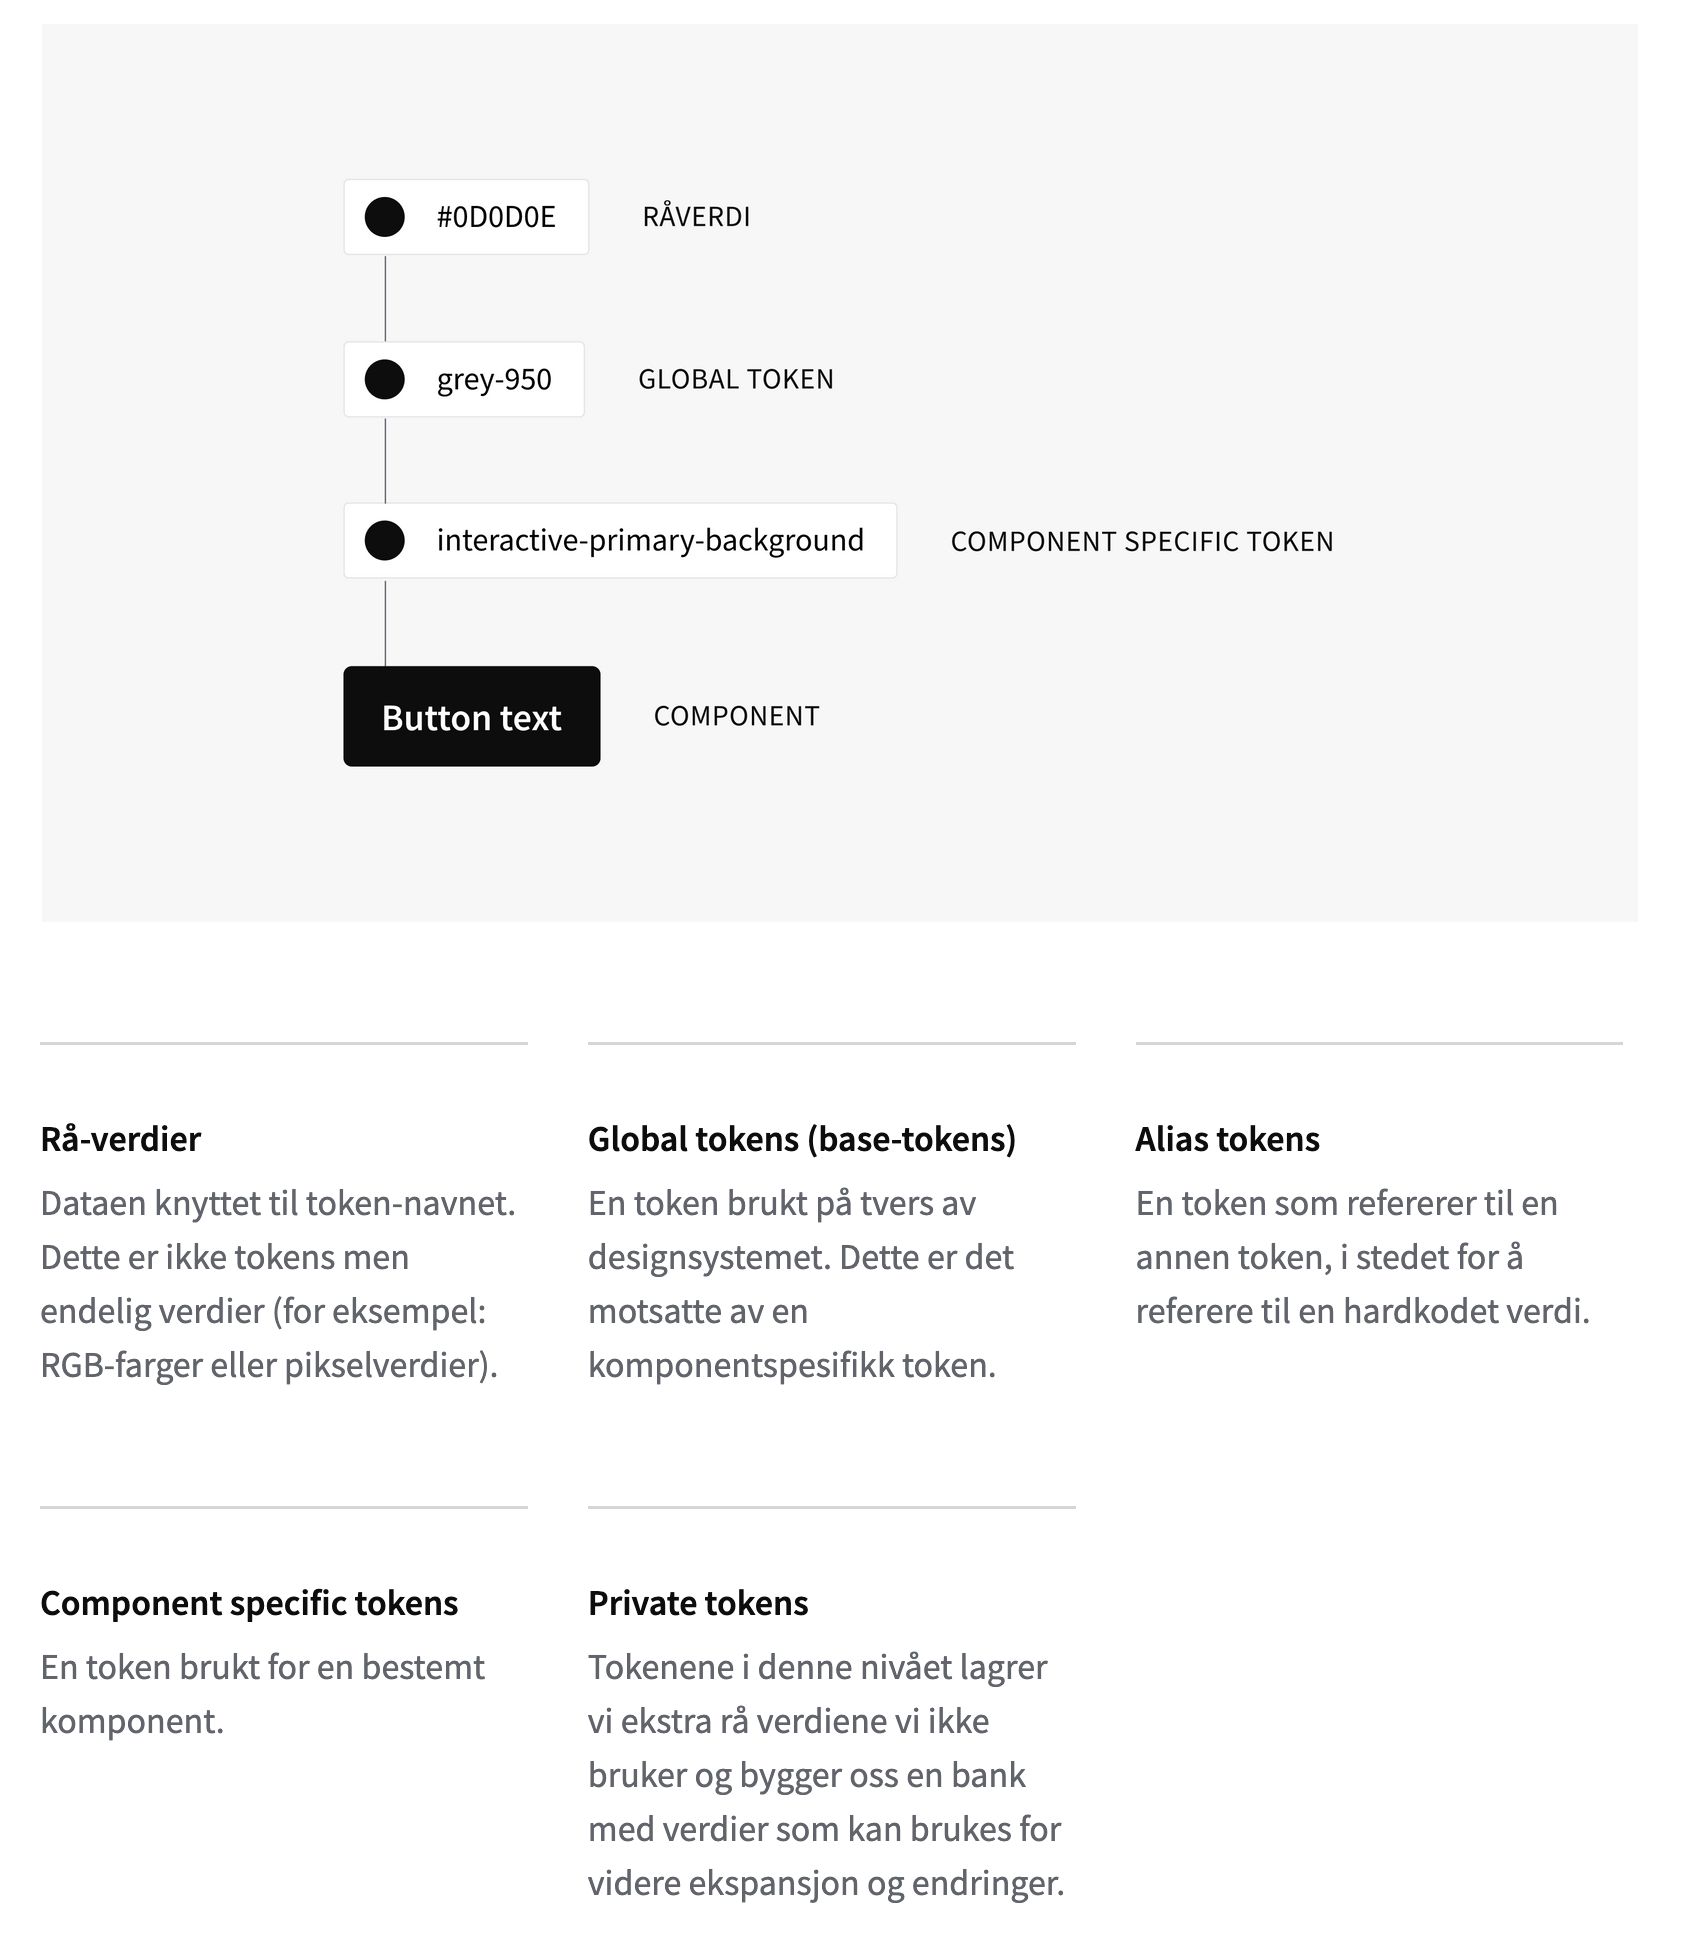 #0D0D0E
RÅVERDI
grey-950
GLOBAL TOKEN
interactive-primary-background
COMPONENT SPECIFIC TOKEN
Button text
COMPONENT
Rå-verdier
Dataen knyttet til token-navnet.
Dette er ikke tokens men
endelig verdier (for eksempel:
RGB-farger eller pikselverdier).
Global tokens (base-tokens)
En token brukt på tvers av
designsystemet. Dette er det
motsatte av en
komponentspesifikk token.
Alias tokens
En token som refererer til en
annen token, i stedet for å
referere til en hardkodet verdi.
Component specific tokens
En token brukt for en bestemt
komponent.
Private tokens
Tokenene i denne nivået lagrer
vi ekstra rå verdiene vi ikke
bruker og bygger oss en bank
med verdier som kan brukes for
videre ekspansjon og endringer.